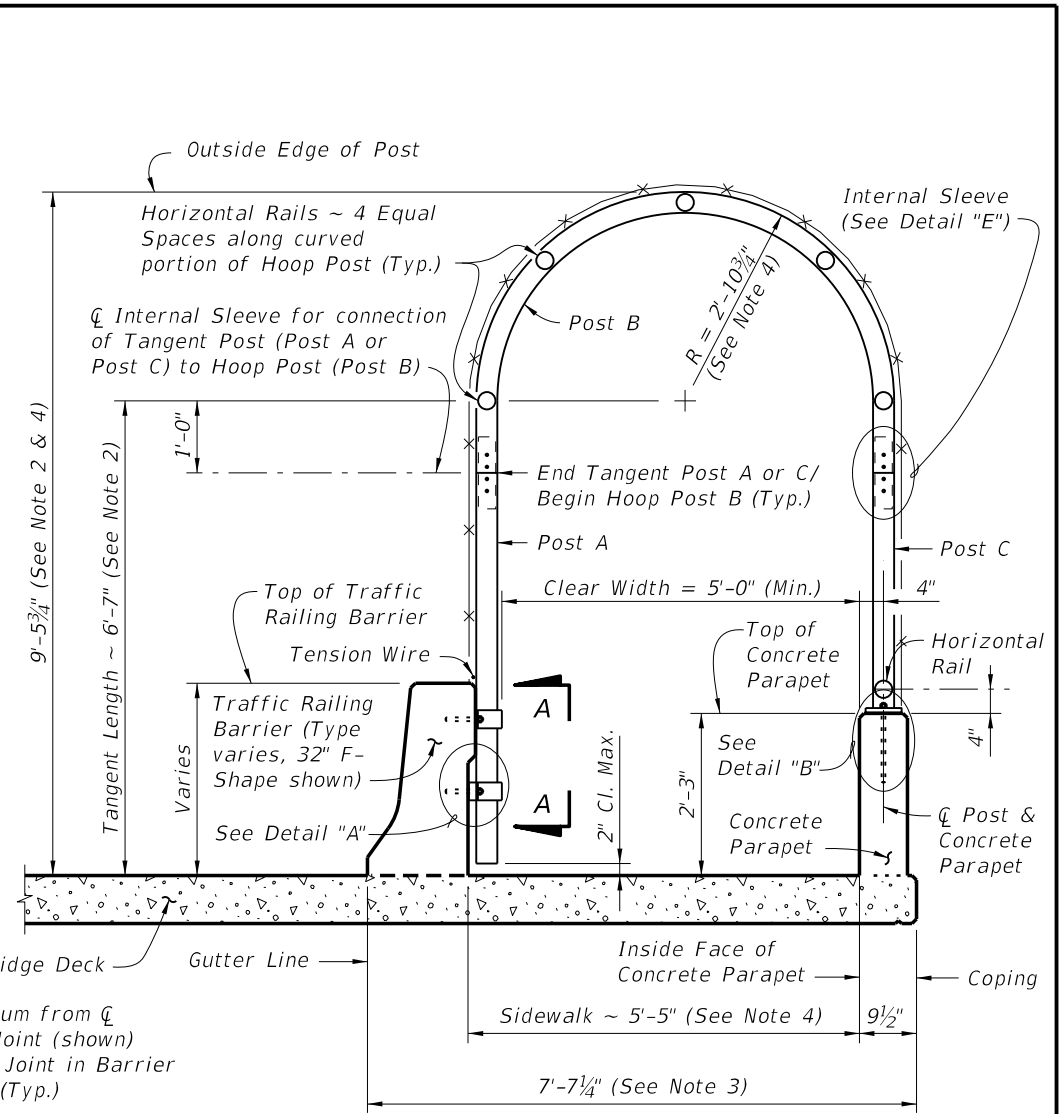 Outside Edge of Post
Horizontal Rails ~ 4 Equal
Spaces along curved
portion of Hoop Post (Typ.)
Internal Sleeve
(See Detail "E")
℄ Internal Sleeve for connection
of Tangent Post (Post A or
Post C) to Hoop Post (Post B)
Post B
R = 2'-10¾"
(See Note 4)
9'-5¾" (See Note 2 & 4)
Tangent Length ~ 6'-7" (See Note 2)
1'-0"
End Tangent Post A or C/
Begin Hoop Post B (Typ.)
Post A
Post C
Clear Width = 5'-0" (Min.)
4"
Top of Traffic
Railing Barrier
Tension Wire
Top of
Concrete
Parapet
Horizontal
Rail
Traffic Railing
Barrier (Type
varies, 32" F-
Shape shown)
Varies
A
A
See
Detail "B"
4"
2" Cl. Max.
2'-3"
See Detail "A"
Concrete
Parapet
℄ Post &
Concrete
Parapet
idge Deck
Gutter Line
Inside Face of
Concrete Parapet
Coping
um from ℄
Joint (shown)
Joint in Barrier
(Typ.)
Sidewalk ~ 5'-5" (See Note 4)
9½"
7'-7¼" (See Note 3)